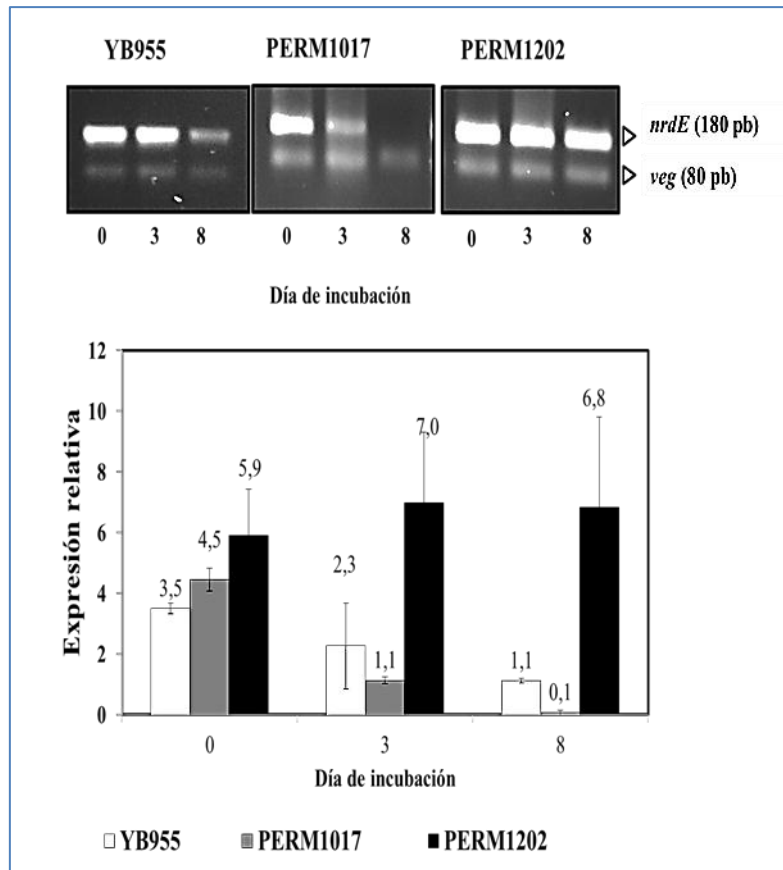 YB955 PERM1017 PERM1202
nrdE (180 pb)
veg (80 pb)
0 3 8 0 3 8 0 3 8
Día de incubación
12
10
8
6
4
2
0
Expresión relativa
3,5 4,5 5,9
2,3 1,1 7,0
1,1 0,1 6,8
0 3 8
Día de incubación
YB955 PERM1017 PERM1202